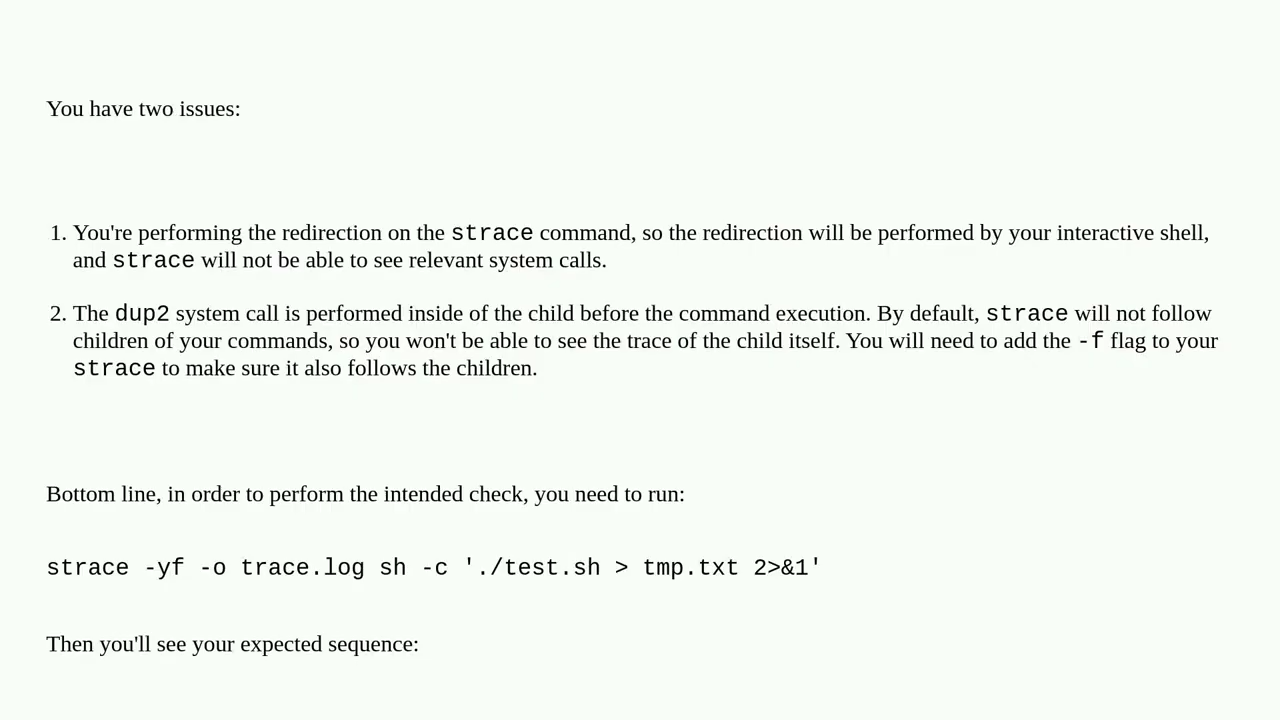 You have two issues:
1. You're performing the redirection on the strace command, so the redirection will be performed by your interactive shell,
and strace will not be able to see relevant system calls.
2. The dup2 system call is performed inside of the child before the command execution. By default, strace will not follow
children of your commands, so you won't be able to see the trace of the child itself. You will need to add the -f flag to your
strace to make sure it also follows the children.
Bottom line, in order to perform the intended check, you need to run:
strace -yf -o trace.log sh -c './test.sh > tmp.txt 2>&1'
Then you'll see your expected sequence: